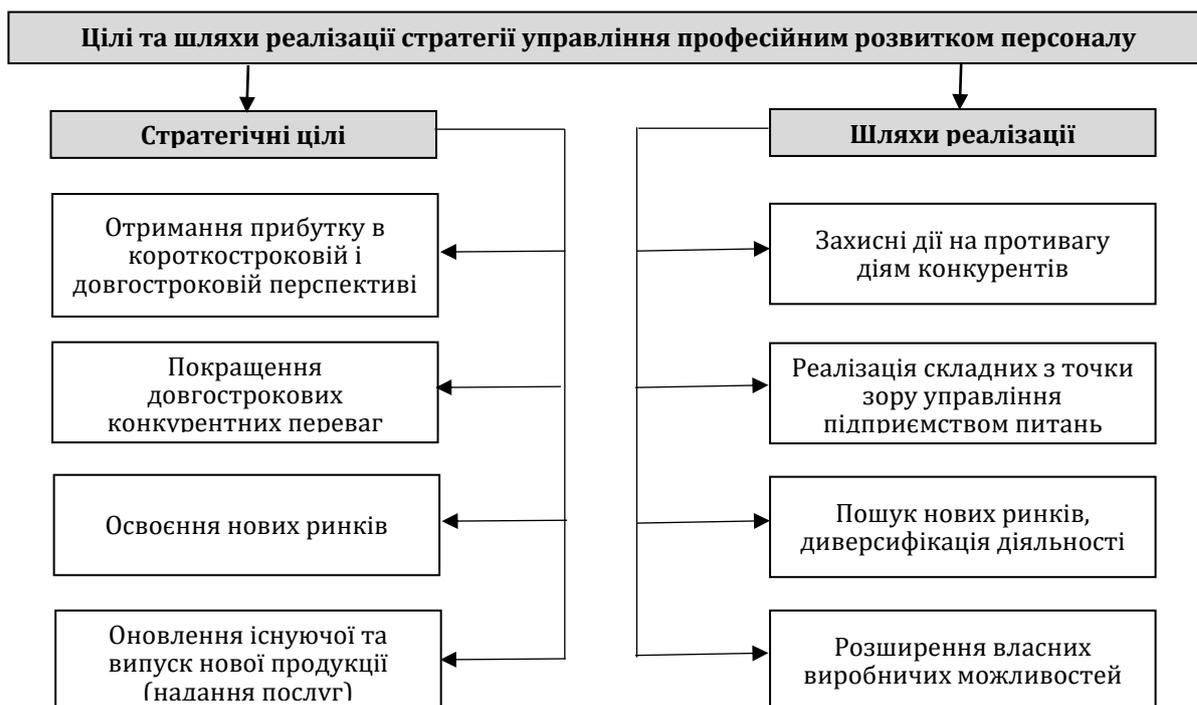 Цілі та шляхи реалізації стратегії управління професійним розвитком персоналу
Стратегічні цілі
Отримання прибутку в
короткостроковій і
довгостроковій перспективі
Покращення
довгострокових
конкурентних переваг
Освоєння нових ринків
Оновлення існуючої та
випуск нової продукції
(надання послуг)
Шляхи реалізації
Захисні дії на противагу
діям конкурентів
Реалізація складних з точки
зору управління
підприємством питань
Пошук нових ринків,
диверсифікація діяльності
Розширення власних
виробничих можливостей